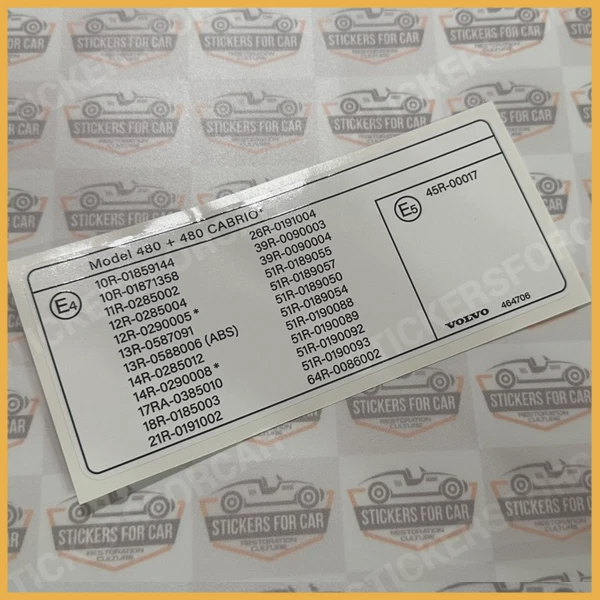 Model 480 + 480 CABRIO*
E4
10R-01859144
10R-01871358
11R-0285002
12R-0285004
12R-0290005*
13R-0587091
13R-0588006 (ABS)
14R-0285012
14R-0290008*
17RA-0385010
18R-0185003
21R-0191002
26R-0191004
39R-0090003
39R-0090004
51R-0189055
51R-0189057
51R-0189050
51R-0189054
51R-0190088
51R-0190089
51R-0190092
51R-0190093
64R-0086002
E5
45R-00017
VOLVO 464706
STICKERS FOR CAR
RESTORATION
CULTURE